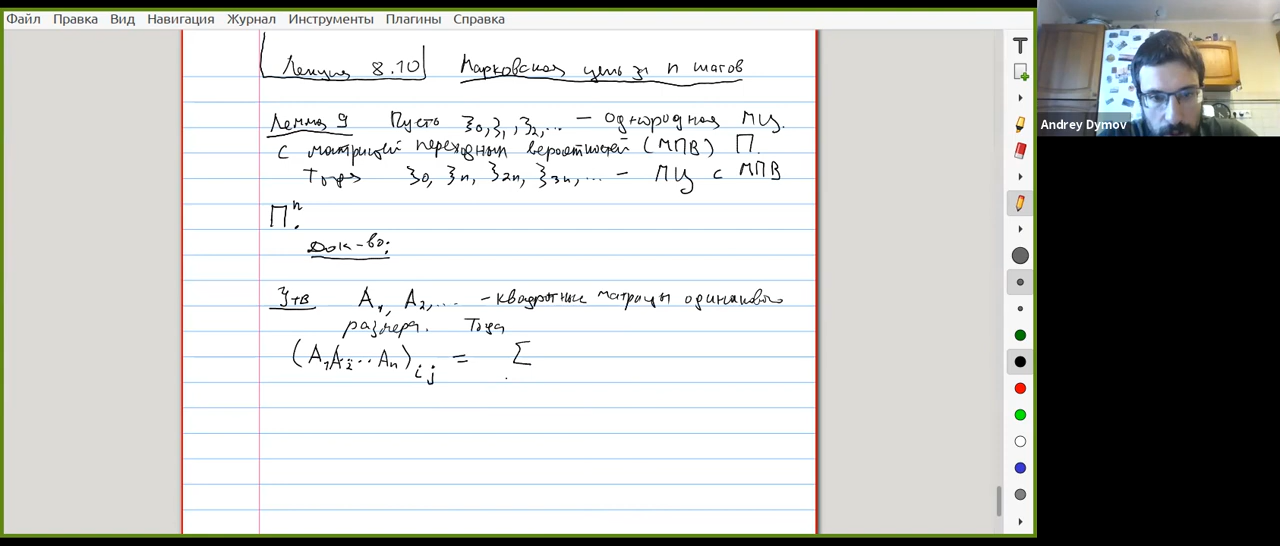 Файл Правка Вид Навигация Журнал Инструменты Плагины Справка
Лекция 8.10 Марковская цепь за n шагов
Лемма 9 Пусть ξ₀, ξ₁, ξ₂, ... — однородная МЦ.
с матрицей переходных вероятностей (МПВ) П.
Тогда ξ₀, ξₙ, ξ₂ₙ, ξ₃ₙ, ... — МЦ с МПВ
Пⁿ.
Док-во:
Утв A₁, A₂, ... — квадратные матрицы одинакового
размера. Тогда
(A₁A₂...Aₙ)ᵢⱼ = Σ
Andrey Dymov